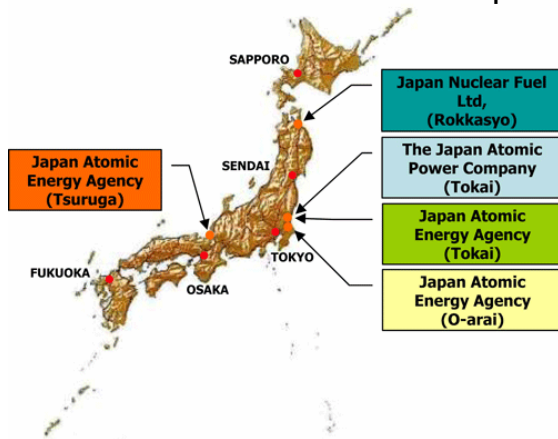 SAPPORO
Japan Nuclear Fuel
Ltd,
(Rokkasyo)
The Japan Atomic
Power Company
(Tokai)
SENDAI
Japan Atomic
Energy Agency
(Tsuruga)
Japan Atomic
Energy Agency
(Tokai)
TOKYO
FUKUOKA
OSAKA
Japan Atomic
Energy Agency
(O-arai)